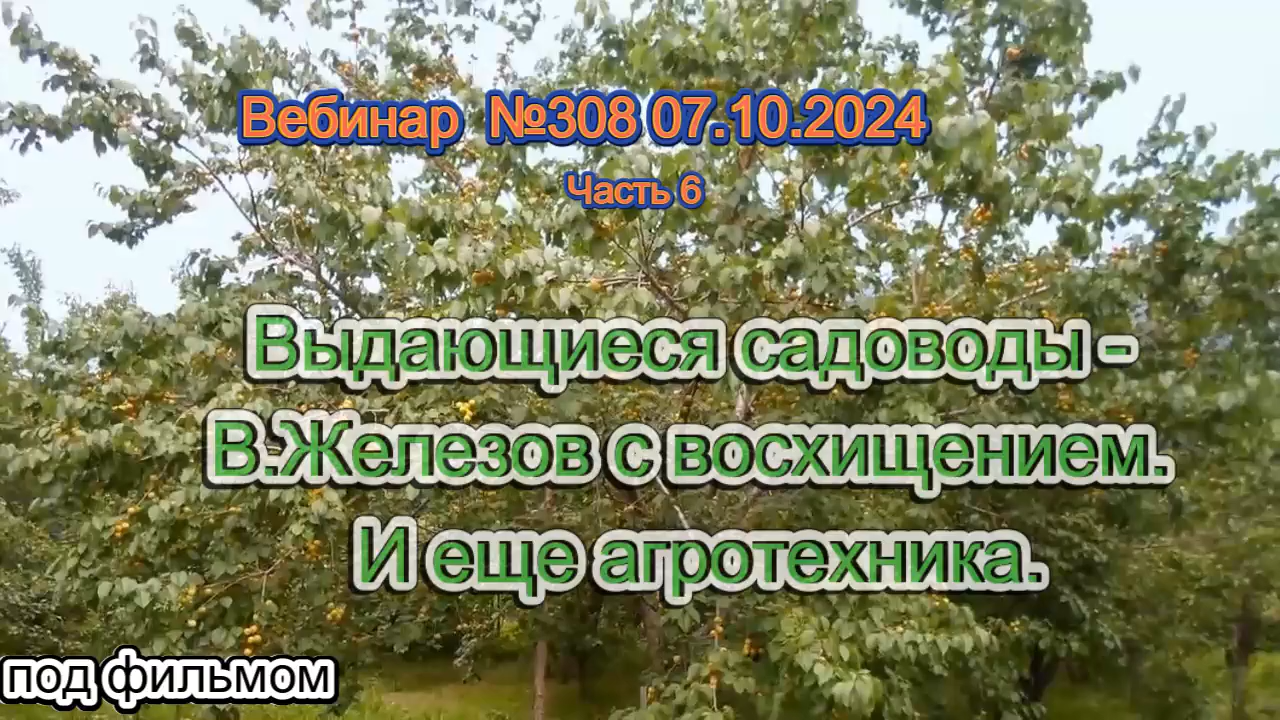 Вебинар №308 07.10.2024
Часть 6
Выдающиеся садоводы -
В.Железов с восхищением.
И еще агротехника.
под фильмом